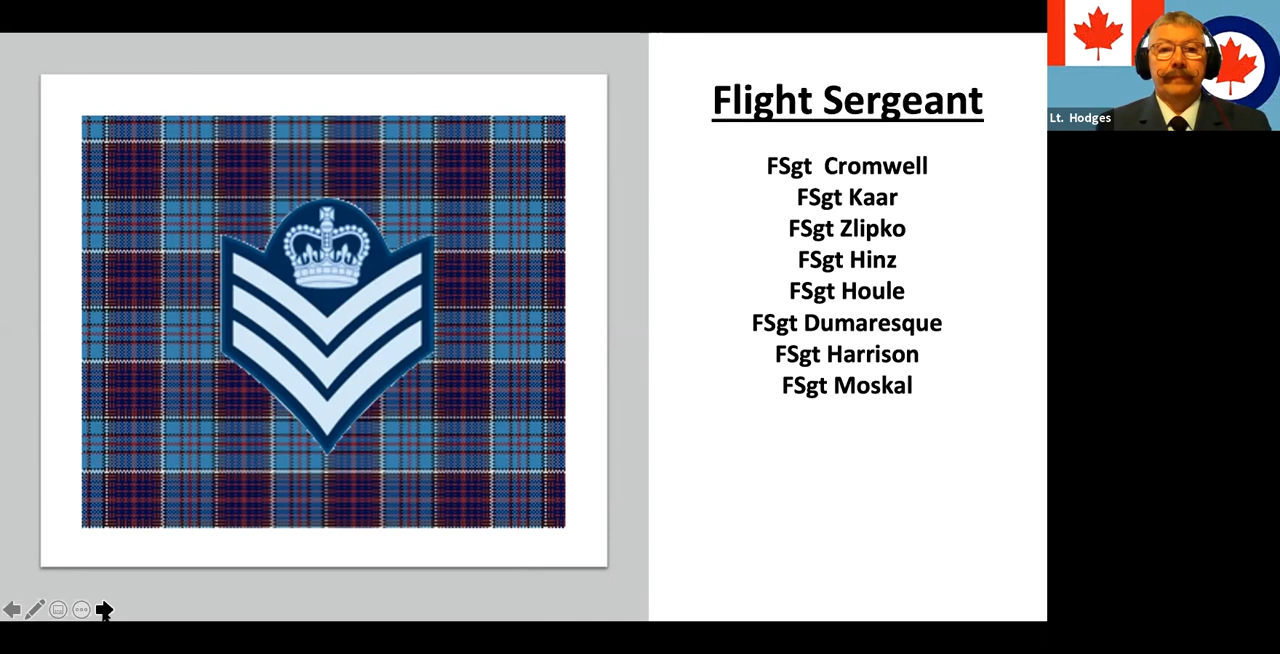 Flight Sergeant
FSgt  Cromwell
FSgt Kaar
FSgt Zlipko
FSgt Hinz
FSgt Houle
FSgt Dumaresque
FSgt Harrison
FSgt Moskal
Lt.  Hodges